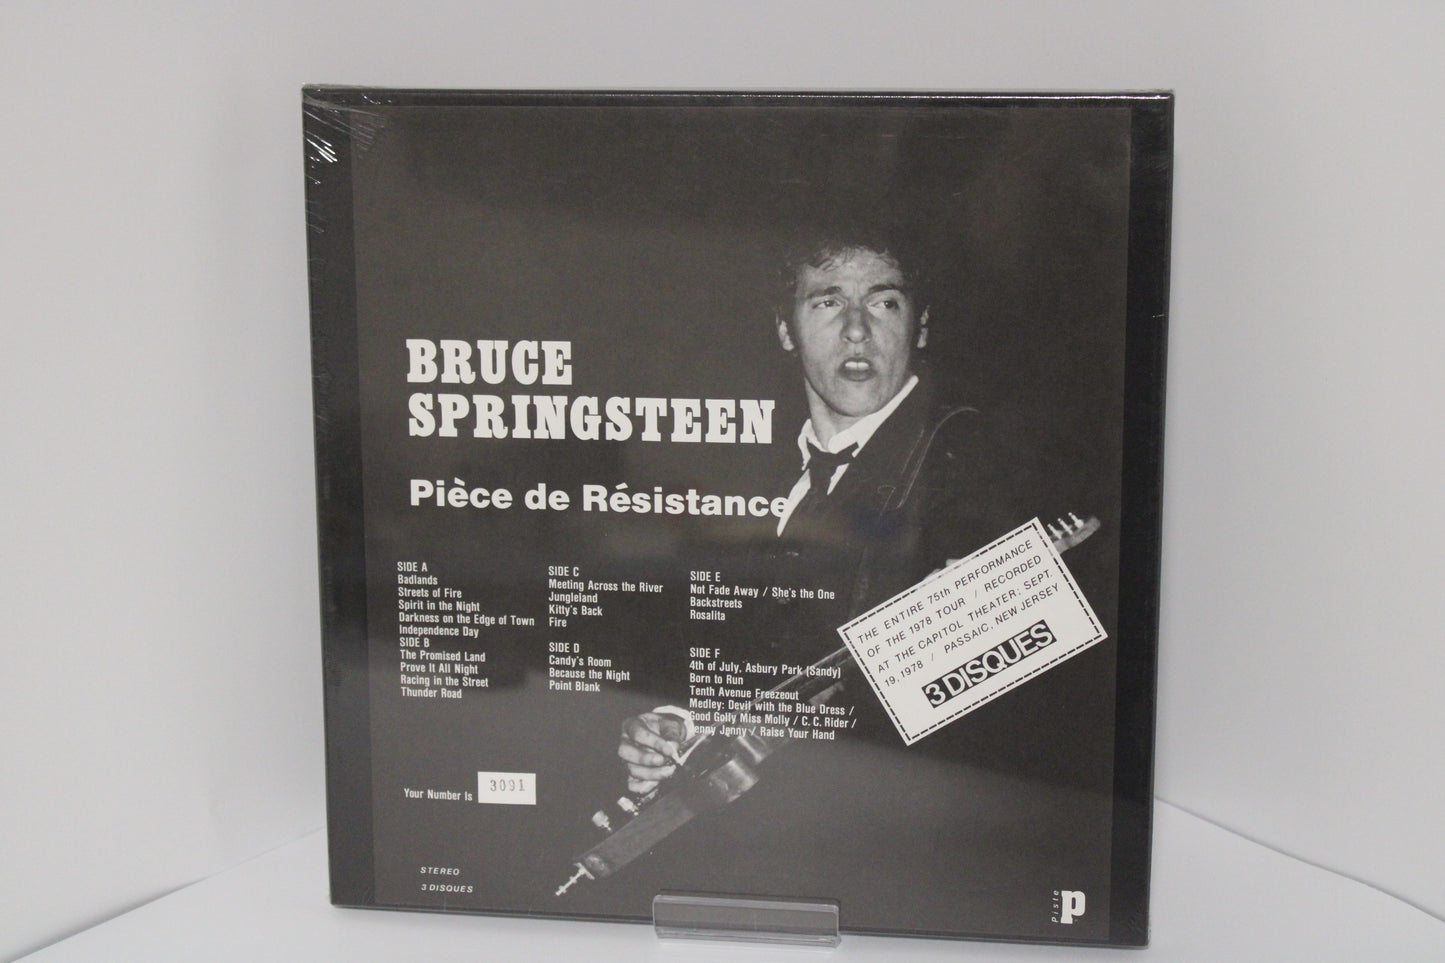 BRUCE
SPRINGSTEEN
Pièce de Résistance
SIDE A
Badlands
Streets of Fire
Spirit in the Night
Darkness on the Edge of Town
Independence Day
SIDE B
The Promised Land
Prove It All Night
Racing in the Street
Thunder Road
SIDE C
Meeting Across the River
Jungleland
Kitty's Back
Fire
SIDE D
Candy's Room
Because the Night
Point Blank
SIDE E
Not Fade Away / She's the One
Backstreets
Rosalita
SIDE F
4th of July, Asbury Park (Sandy)
Born to Run
Tenth Avenue Freezeout
Medley: Devil with the Blue Dress /
Good Golly Miss Molly / C. C. Rider /
Jenny Jenny / Raise Your Hand
THE ENTIRE 75th PERFORMANCE
OF THE 1978 TOUR / RECORDED
AT THE CAPITOL THEATER; SEPT.
19, 1978 / PASSAIC, NEW JERSEY
3 DISQUES
Your Number Is 3091
STEREO
3 DISQUES
Piste P